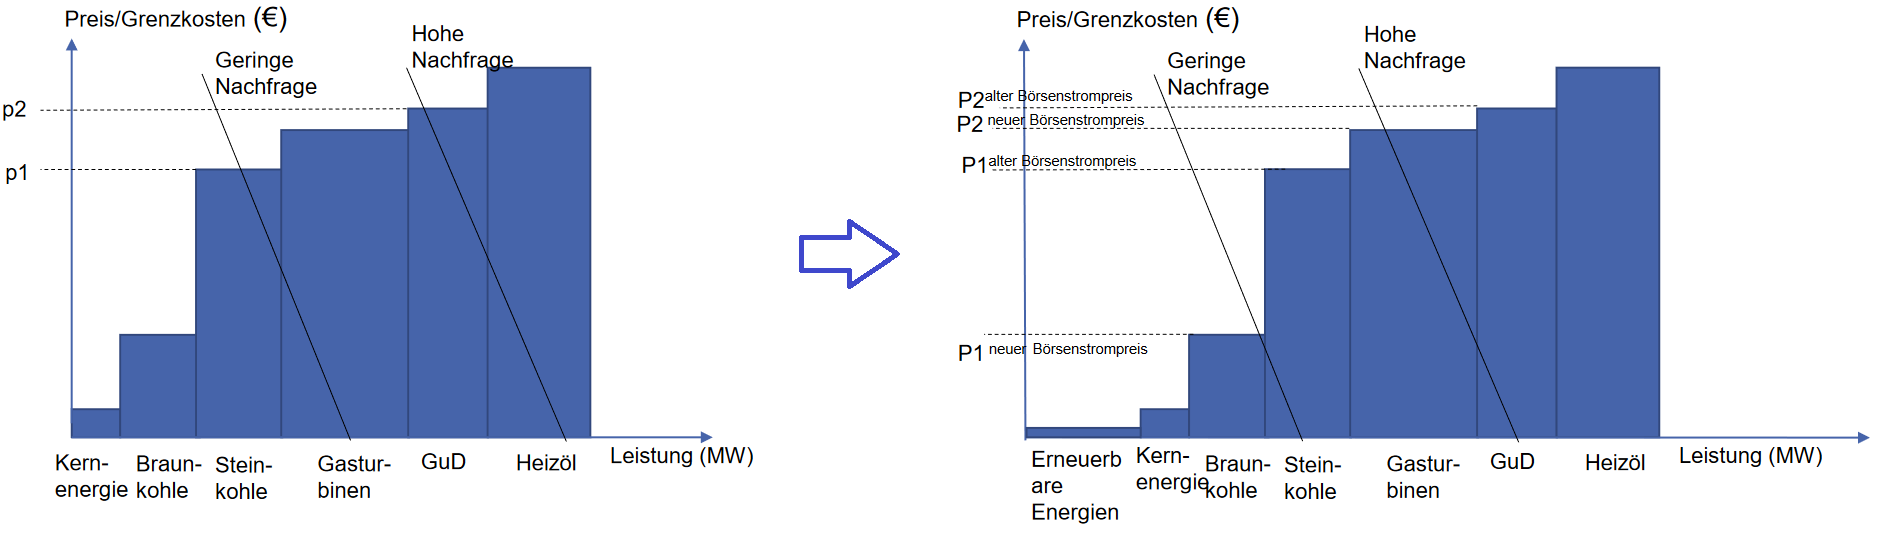 Preis/Grenzkosten (€)
Hohe
Nachfrage
Geringe
Nachfrage
p2
p1
Kern-
energie
Braun-
kohle
Stein-
kohle
Gastur-
binen
GuD
Heizöl
Leistung (MW)
Preis/Grenzkosten (€)
Hohe
Nachfrage
Geringe
Nachfrage
P2 alter Börsenstrompreis
P2 neuer Börsenstrompreis
P1 alter Börsenstrompreis
P1 neuer Börsenstrompreis
Erneuerb
are
Energien
Kern-
energie
Braun-
kohle
Stein-
kohle
Gastur-
binen
GuD
Heizöl
Leistung (MW)